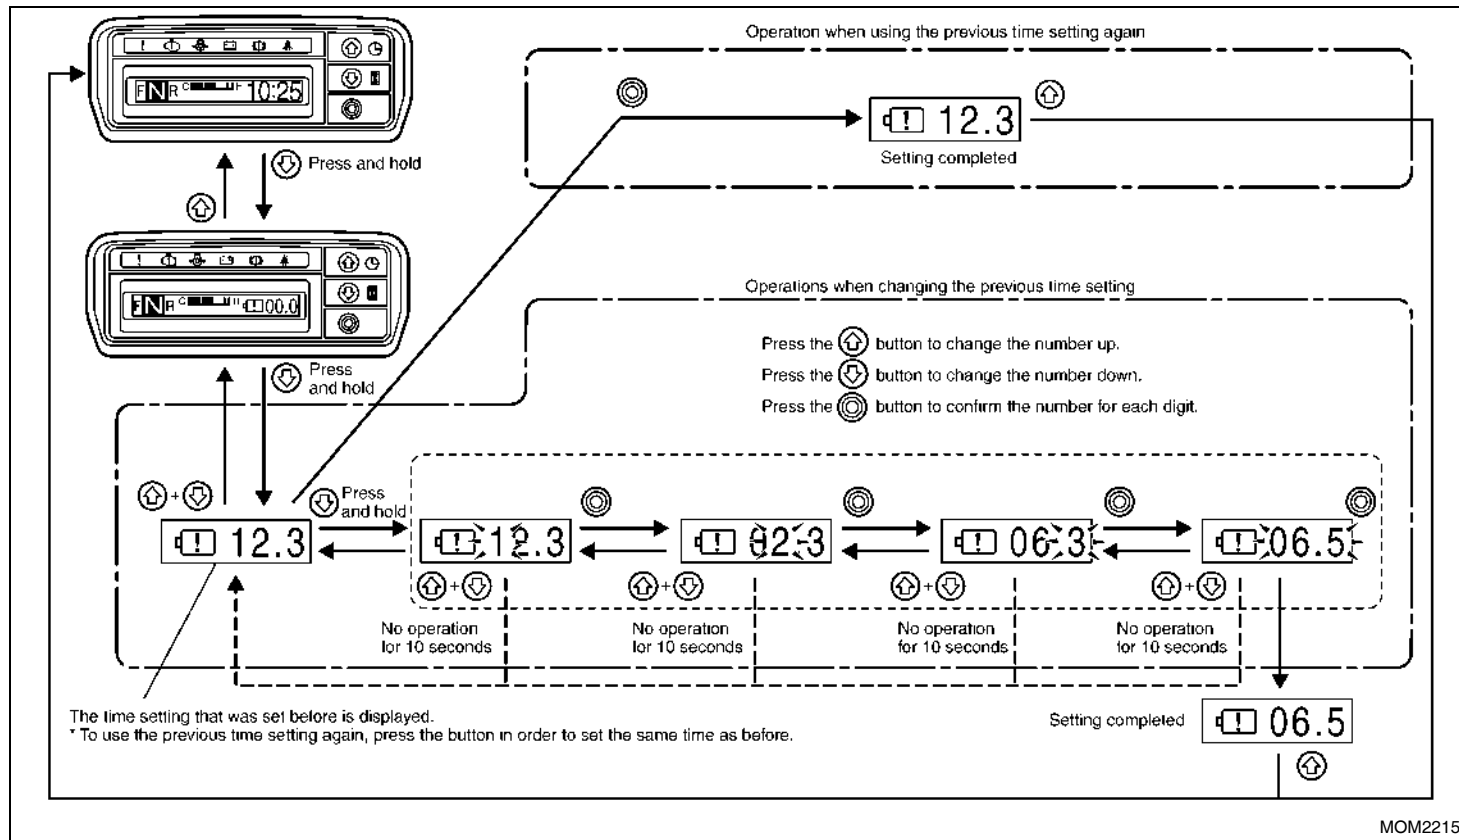 Operation when using the previous time setting again
F N R C H 10:25
Press and hold
12.3
Setting completed
F N R C H 00.0
Operations when changing the previous time setting
Press the button to change the number up.
Press the button to change the number down.
Press the button to confirm the number for each digit.
Press
and hold
+
Press
and hold
12.3
12.3
02.3
06.3
06.5
+
+
+
+
No operation
for 10 seconds
No operation
for 10 seconds
No operation
for 10 seconds
No operation
for 10 seconds
The time setting that was set before is displayed.
* To use the previous time setting again, press the button in order to set the same time as before.
Setting completed
06.5
MOM2215